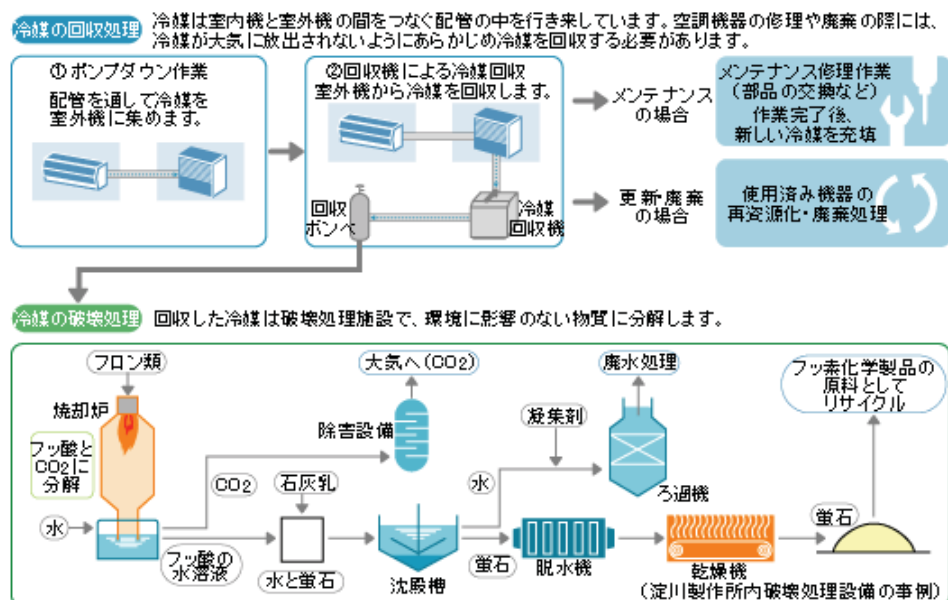 冷媒の回収処理
冷媒は室内機と室外機の間をつなぐ配管の中を行き来しています。空調機器の修理や廃棄の際には、
冷媒が大気に放出されないようにあらかじめ冷媒を回収する必要があります。
①ポンプダウン作業
配管を通して冷媒を
室外機に集めます。
②回収機による冷媒回収
室外機から冷媒を回収します。
回収
ボンベ
冷媒
回収機
メンテナンス
の場合
メンテナンス修理作業
(部品の交換など)
作業完了後、
新しい冷媒を充填
更新・廃棄
の場合
使用済み機器の
再資源化・廃棄処理
冷媒の破壊処理
回収した冷媒は破壊処理施設で、環境に影響のない物質に分解します。
フロン類
焼却炉
フッ酸と
CO2に
分解
水
大気へ(CO2)
除害設備
CO2
石灰乳
フッ酸の
水溶液
水と蛍石
沈殿槽
凝集剤
水
廃水処理
ろ過機
蛍石
脱水機
乾燥機
蛍石
フッ素化学製品の
原料として
リサイクル
(淀川製作所内破壊処理設備の事例)